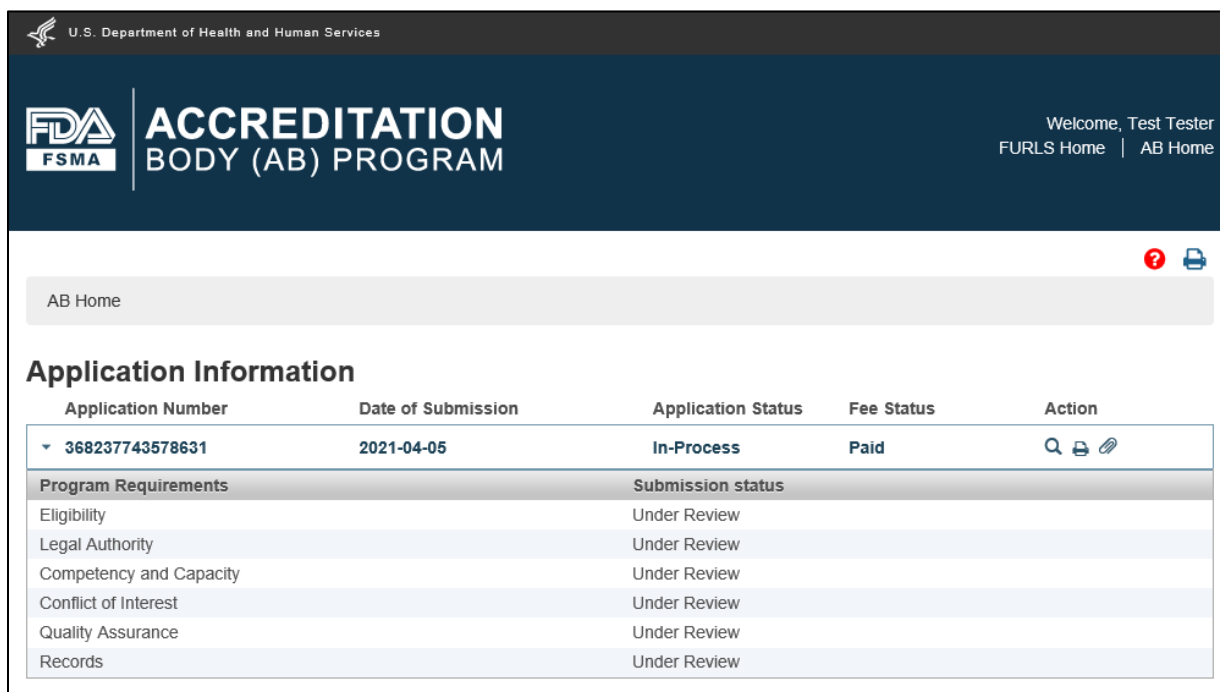 U.S. Department of Health and Human Services
FDA
FSMA
ACCREDITATION
BODY (AB) PROGRAM
Welcome, Test Tester
FURLS Home | AB Home
?
AB Home
Application Information
Application Number Date of Submission Application Status Fee Status Action
368237743578631 2021-04-05 In-Process Paid
Program Requirements Submission status
Eligibility Under Review
Legal Authority Under Review
Competency and Capacity Under Review
Conflict of Interest Under Review
Quality Assurance Under Review
Records Under Review